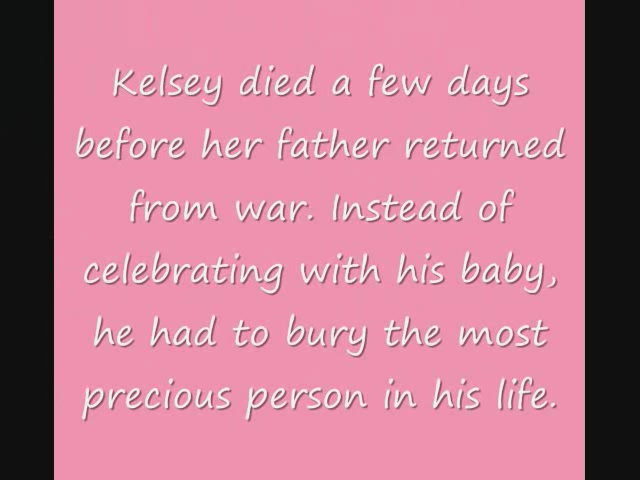 Kelsey died a few days
before her father returned
from war. Instead of
celebrating with his baby,
he had to bury the most
precious person in his life.